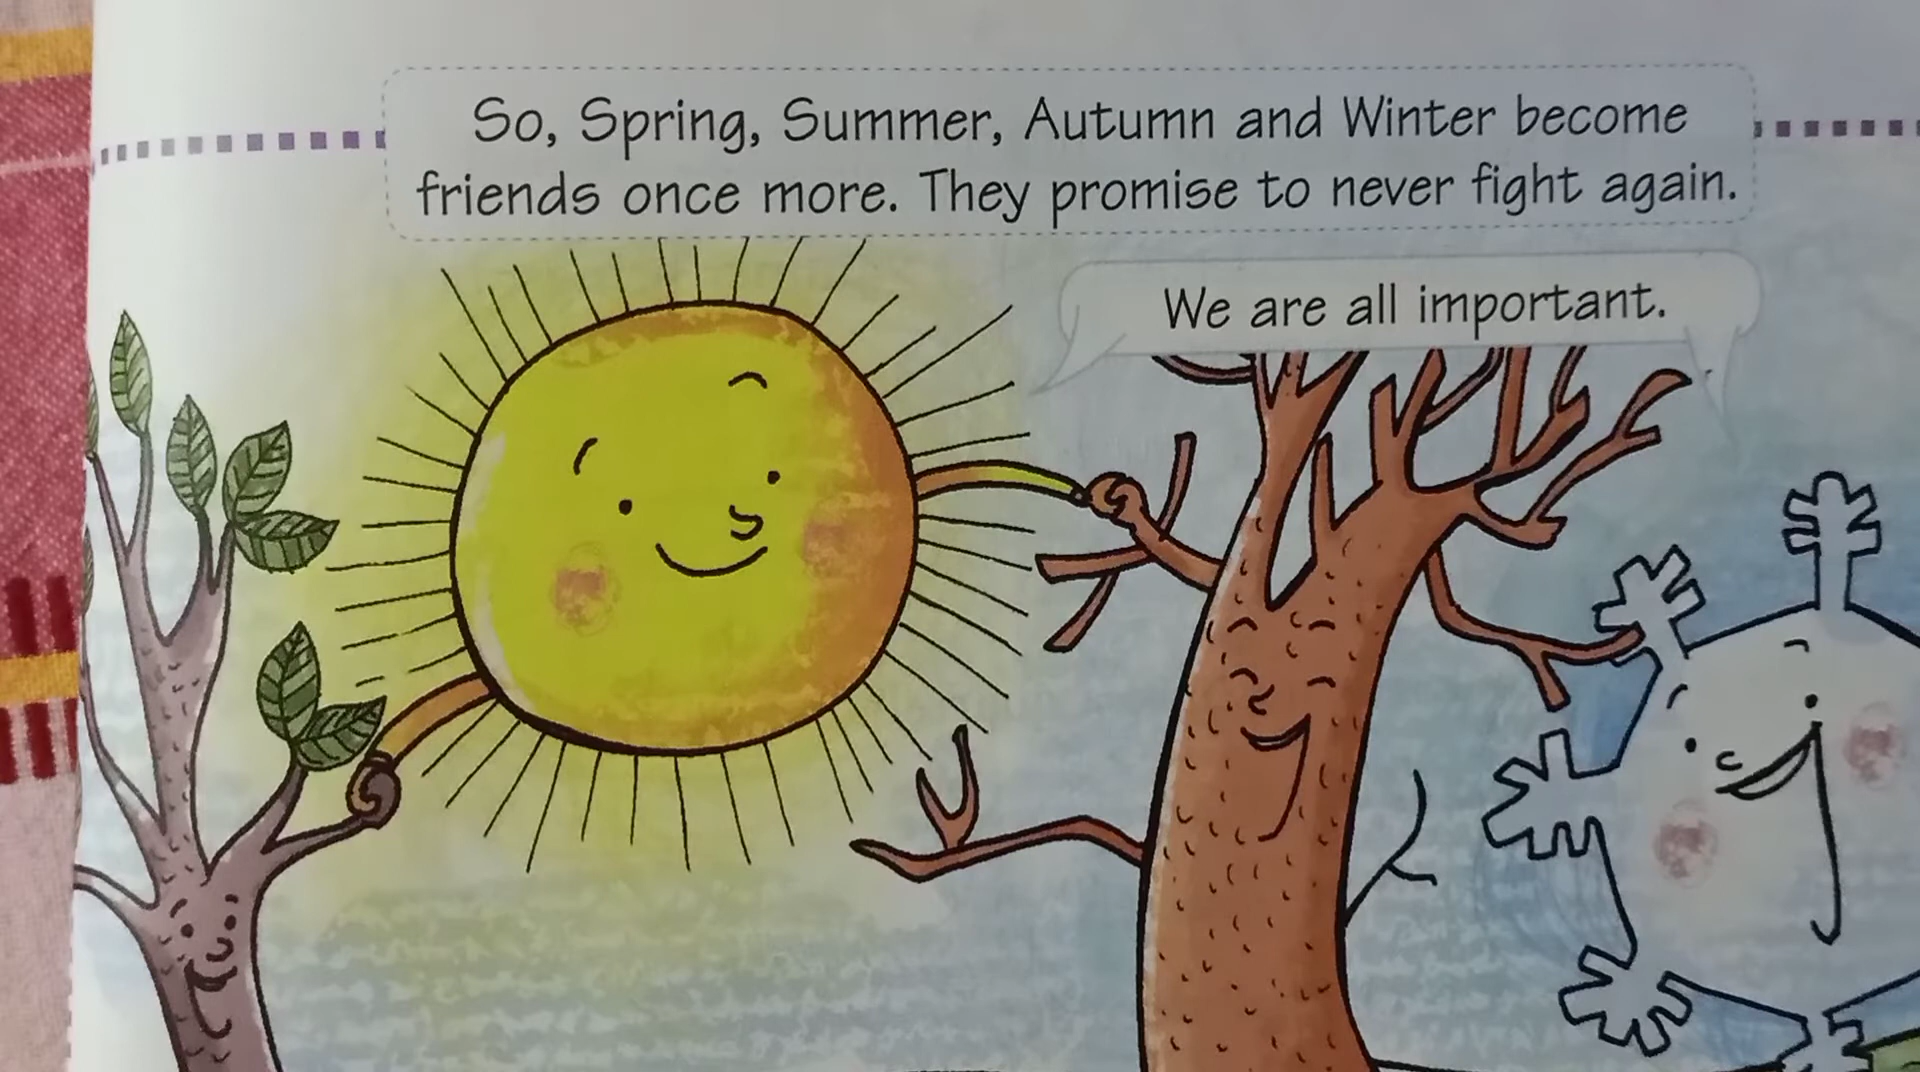 So, Spring, Summer, Autumn and Winter become
friends once more. They promise to never fight again.
We are all important.